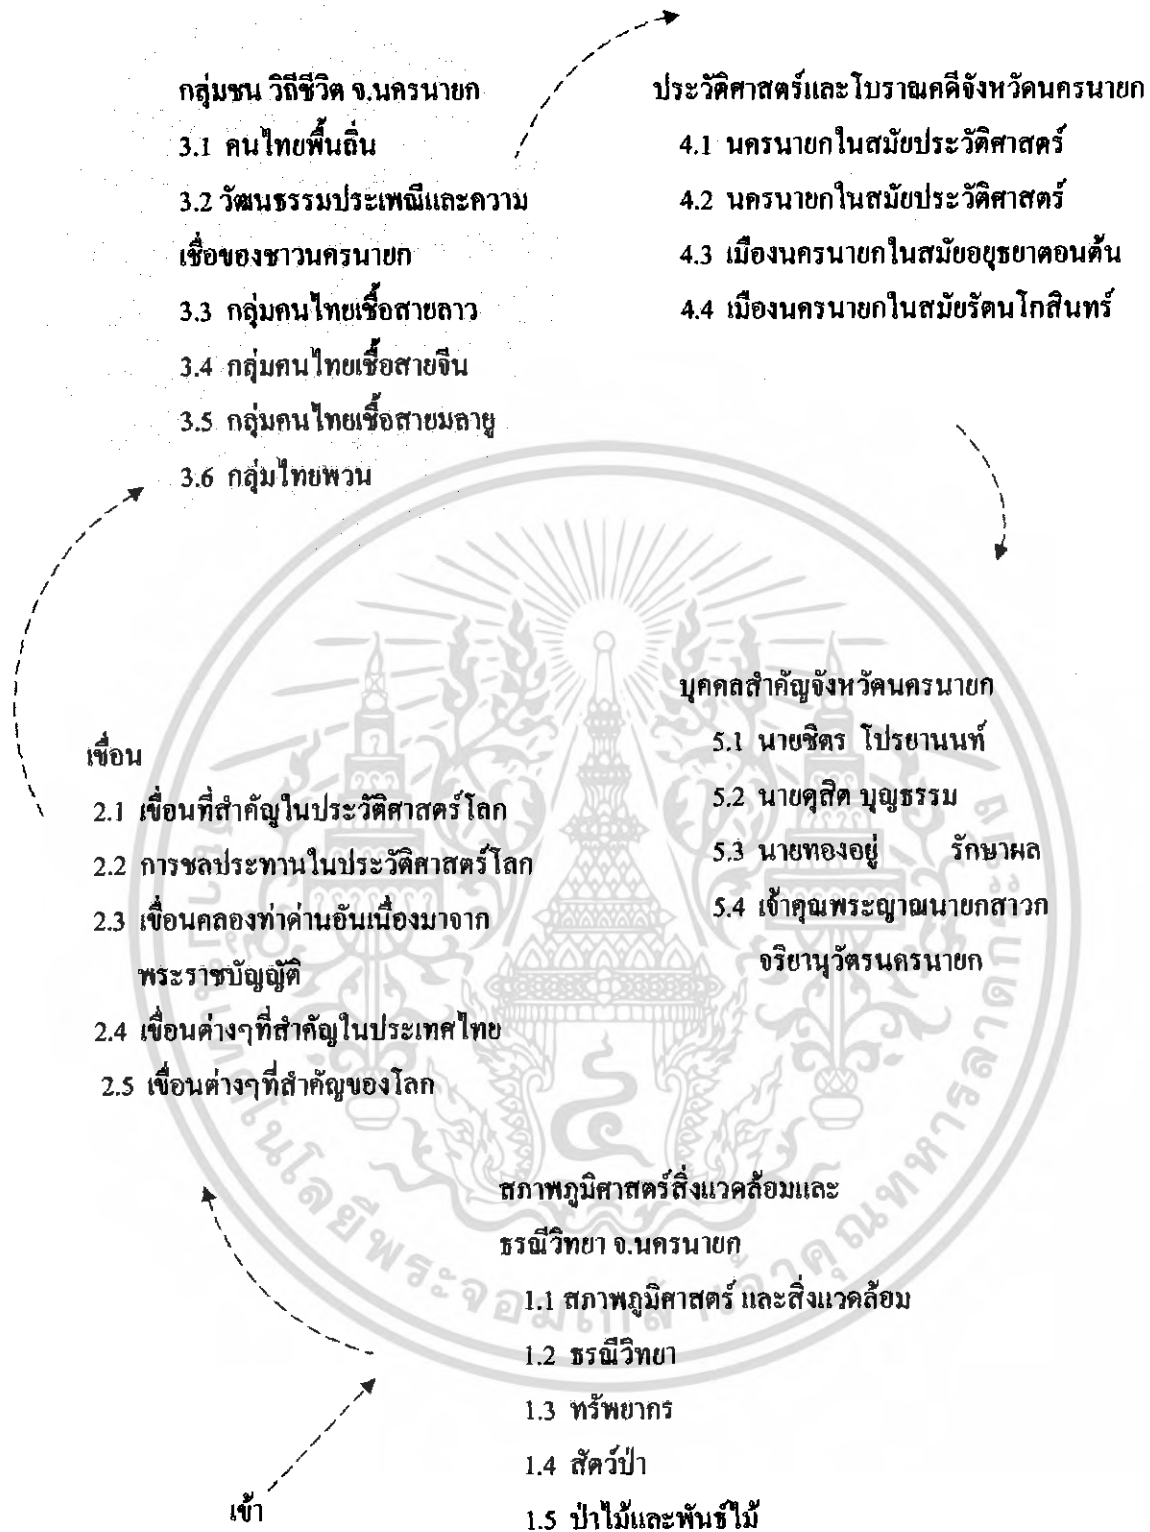 กลุ่มชน วิถีชีวิต จ.นครนายก
3.1 คนไทยพื้นถิ่น
3.2 วัฒนธรรมประเพณีและความ
เชื่อของชาวนครนายก
3.3 กลุ่มคนไทยเชื้อสายลาว
3.4 กลุ่มคนไทยเชื้อสายจีน
3.5 กลุ่มคนไทยเชื้อสายมลายู
3.6 กลุ่มไทยพวน
ประวัติศาสตร์และโบราณคดีจังหวัดนครนายก
4.1 นครนายกในสมัยประวัติศาสตร์
4.2 นครนายกในสมัยประวัติศาสตร์
4.3 เมืองนครนายกในสมัยอยุธยาตอนต้น
4.4 เมืองนครนายกในสมัยรัตนโกสินทร์
บุคคลสำคัญจังหวัดนครนายก
5.1 นายชิตร โปรยานนท์
5.2 นายดุสิต บุญธรรม
5.3 นายทองอยู่ รักษาผล
5.4 เจ้าคุณพระญาณนายกสาวก
จริยานุวัตรนครนายก
เขื่อน
2.1 เขื่อนที่สำคัญในประวัติศาสตร์โลก
2.2 การชลประทานในประวัติศาสตร์โลก
2.3 เขื่อนคลองท่าด่านอันเนื่องมาจาก
พระราชบัญญัติ
2.4 เขื่อนต่างๆที่สำคัญในประเทศไทย
2.5 เขื่อนต่างๆที่สำคัญของโลก
สภาพภูมิศาสตร์สิ่งแวดล้อมและ
ธรณีวิทยา จ.นครนายก
1.1 สภาพภูมิศาสตร์ และสิ่งแวดล้อม
1.2 ธรณีวิทยา
1.3 ทรัพยากร
1.4 สัตว์ป่า
1.5 ป่าไม้และพันธ์ไม้
เข้า